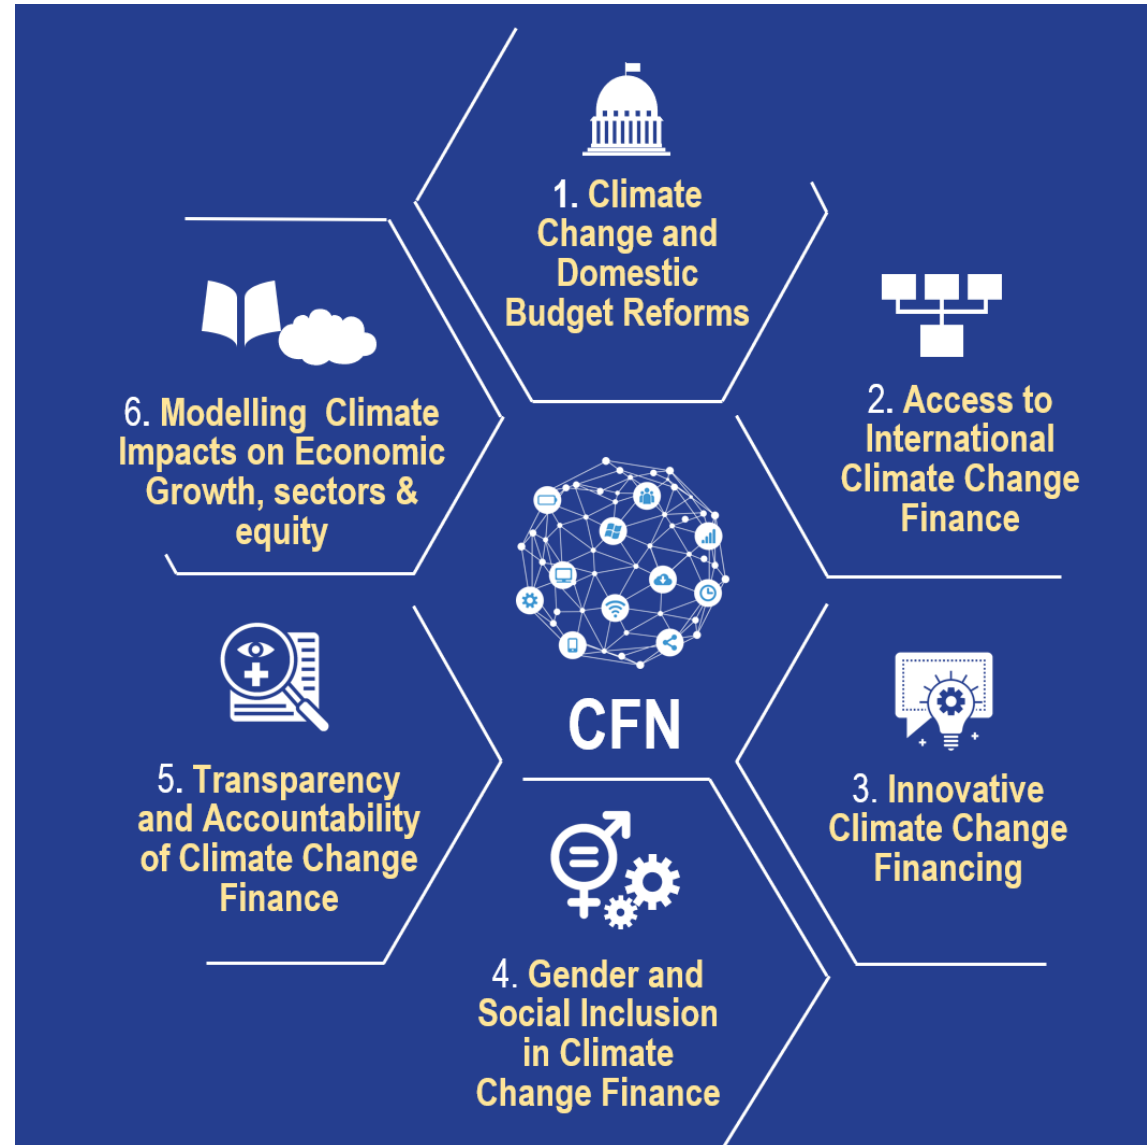 1. Climate
Change and
Domestic
Budget Reforms
2. Access to
International
Climate Change
Finance
3. Innovative
Climate Change
Financing
4. Gender and
Social Inclusion
in Climate
Change Finance
5. Transparency
and Accountability
of Climate Change
Finance
6. Modelling Climate
Impacts on Economic
Growth, sectors &
equity
CFN